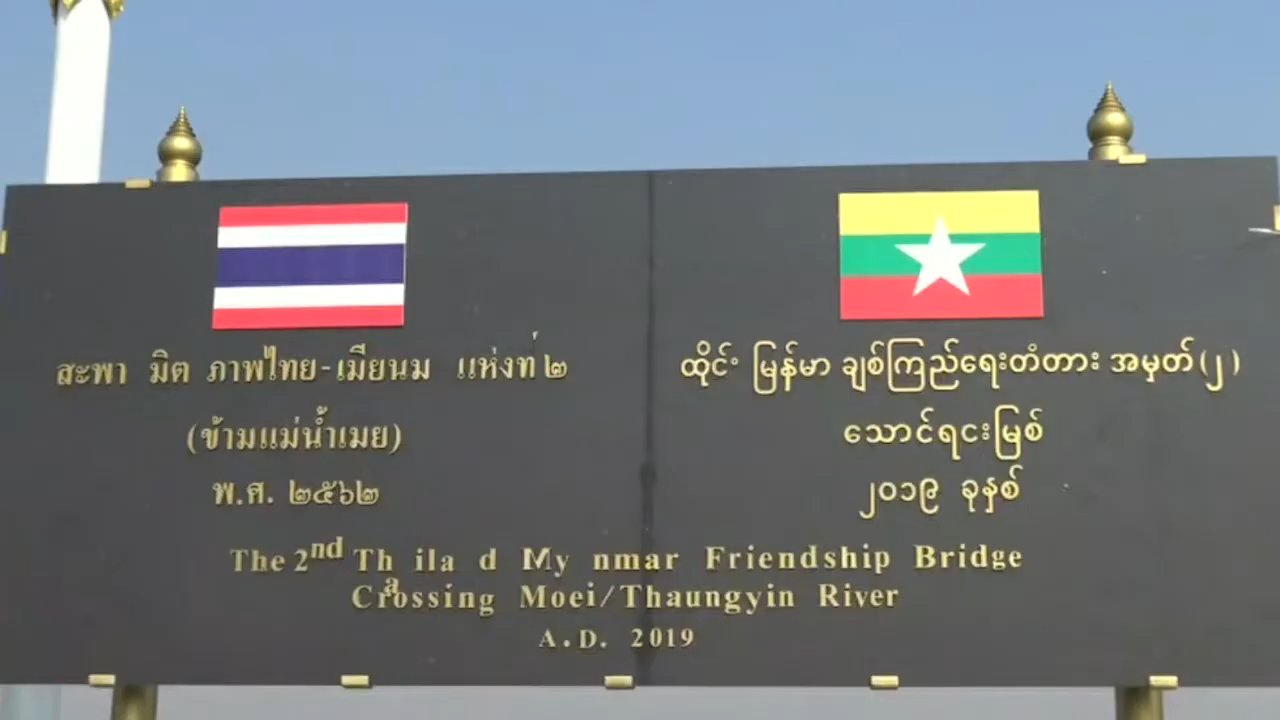 สะพา มิต ภาพไทย-เมียนม แห่งที่ ๒
(ข้ามแม่น้ำเมย)
พ.ศ. ๒๕๖๒
ထိုင်း မြန်မာ ချစ်ကြည်ရေးတံတား အမှတ်(၂)
သောင်ရင်းမြစ်
၂၀၁၉ ခုနှစ်
The 2nd Th ila d My nmar Friendship Bridge
Crossing Moei/Thaungyin River
A.D. 2019